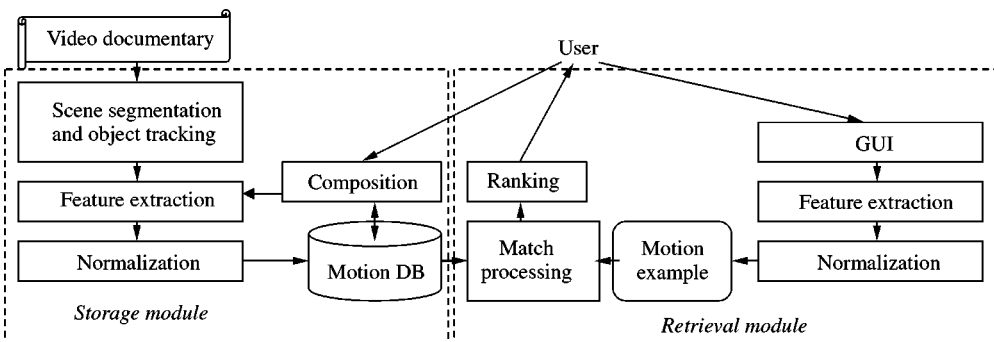 Video documentary
User
Scene segmentation
and object tracking
GUI
Composition
Ranking
Feature extraction
Feature extraction
Normalization
Motion DB
Match
processing
Motion
example
Normalization
Storage module
Retrieval module